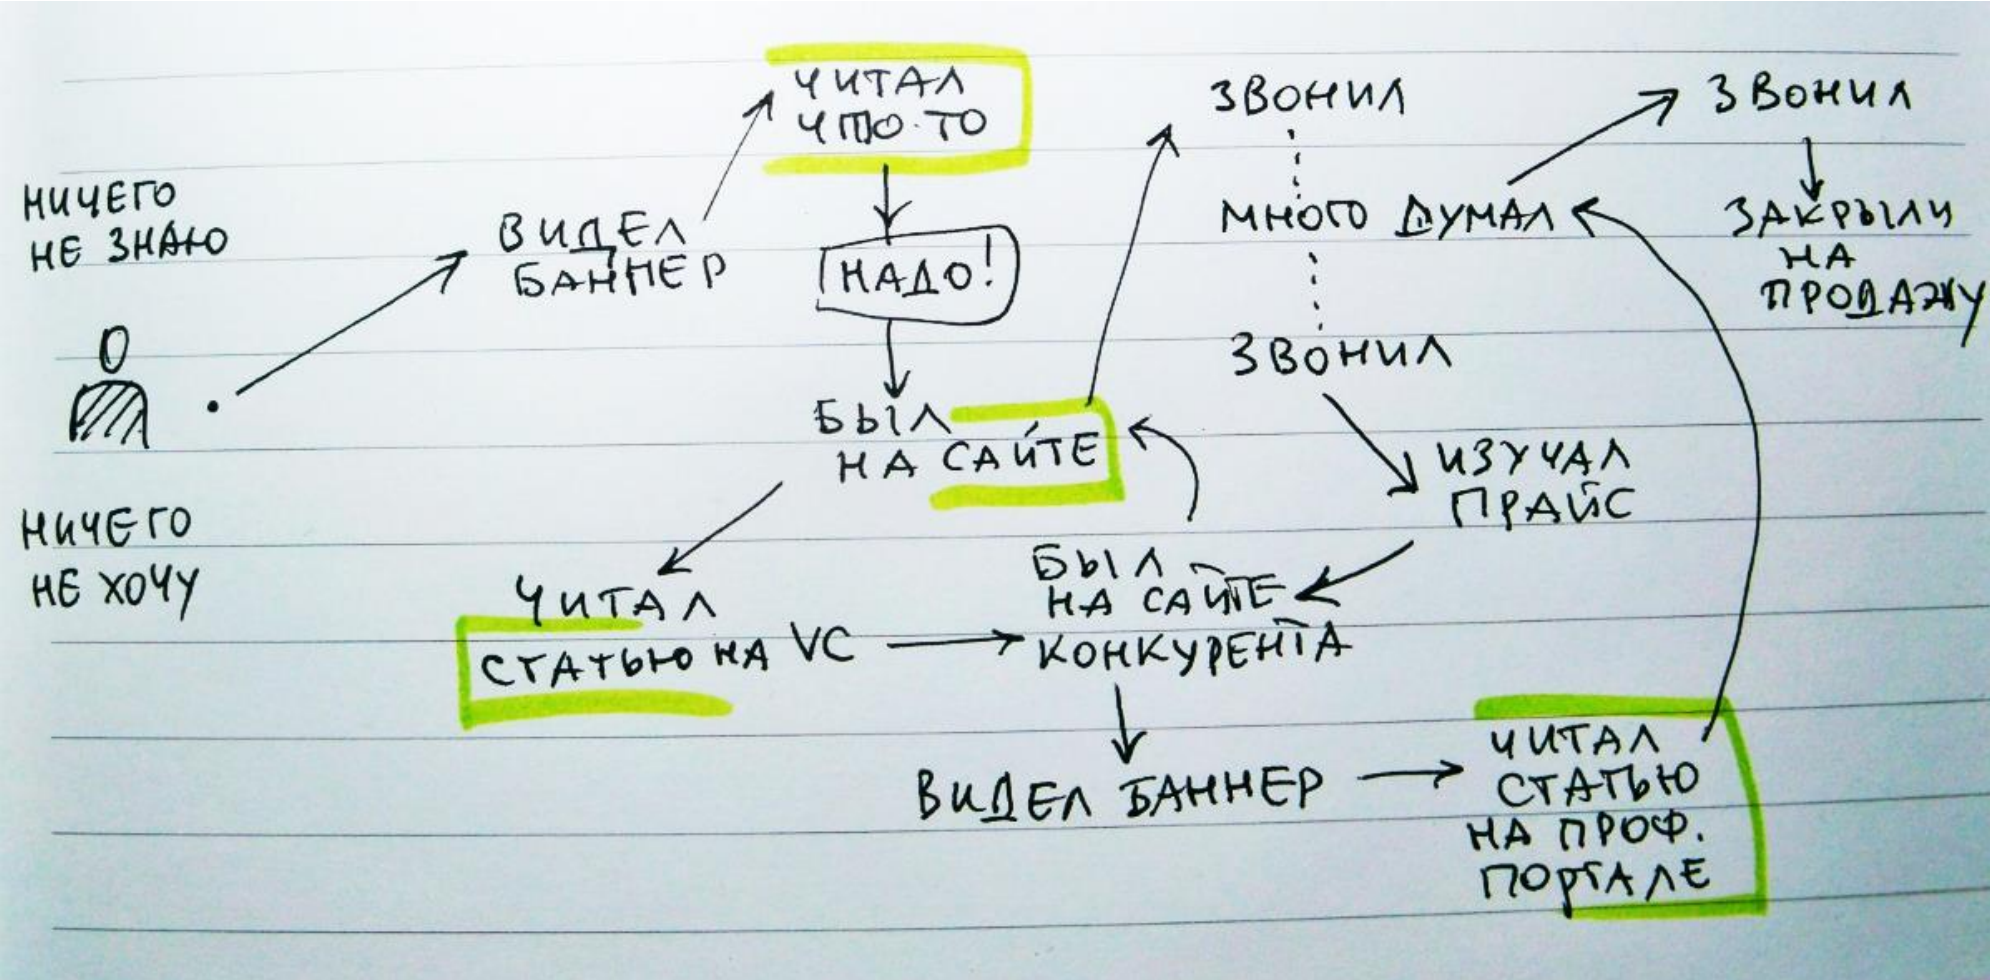 НИЧЕГО
НЕ ЗНАЮ
НИЧЕГО
НЕ ХОЧУ
ВИДЕЛ
БАННЕР
ЧИТАЛ
ЧТО-ТО
НАДО!
БЫЛ
НА САЙТЕ
ЧИТАЛ
СТАТЬЮ НА VC
БЫЛ
НА САЙТЕ
КОНКУРЕНТА
ВИДЕЛ БАННЕР
ЧИТАЛ
СТАТЬЮ
НА ПРОФ.
ПОРТАЛЕ
ЗВОНИЛ
МНОГО ДУМАЛ
ЗВОНИЛ
ИЗУЧАЛ
ПРАЙС
ЗВОНИЛ
ЗАКРЫЛИ
НА
ПРОДАЖУ